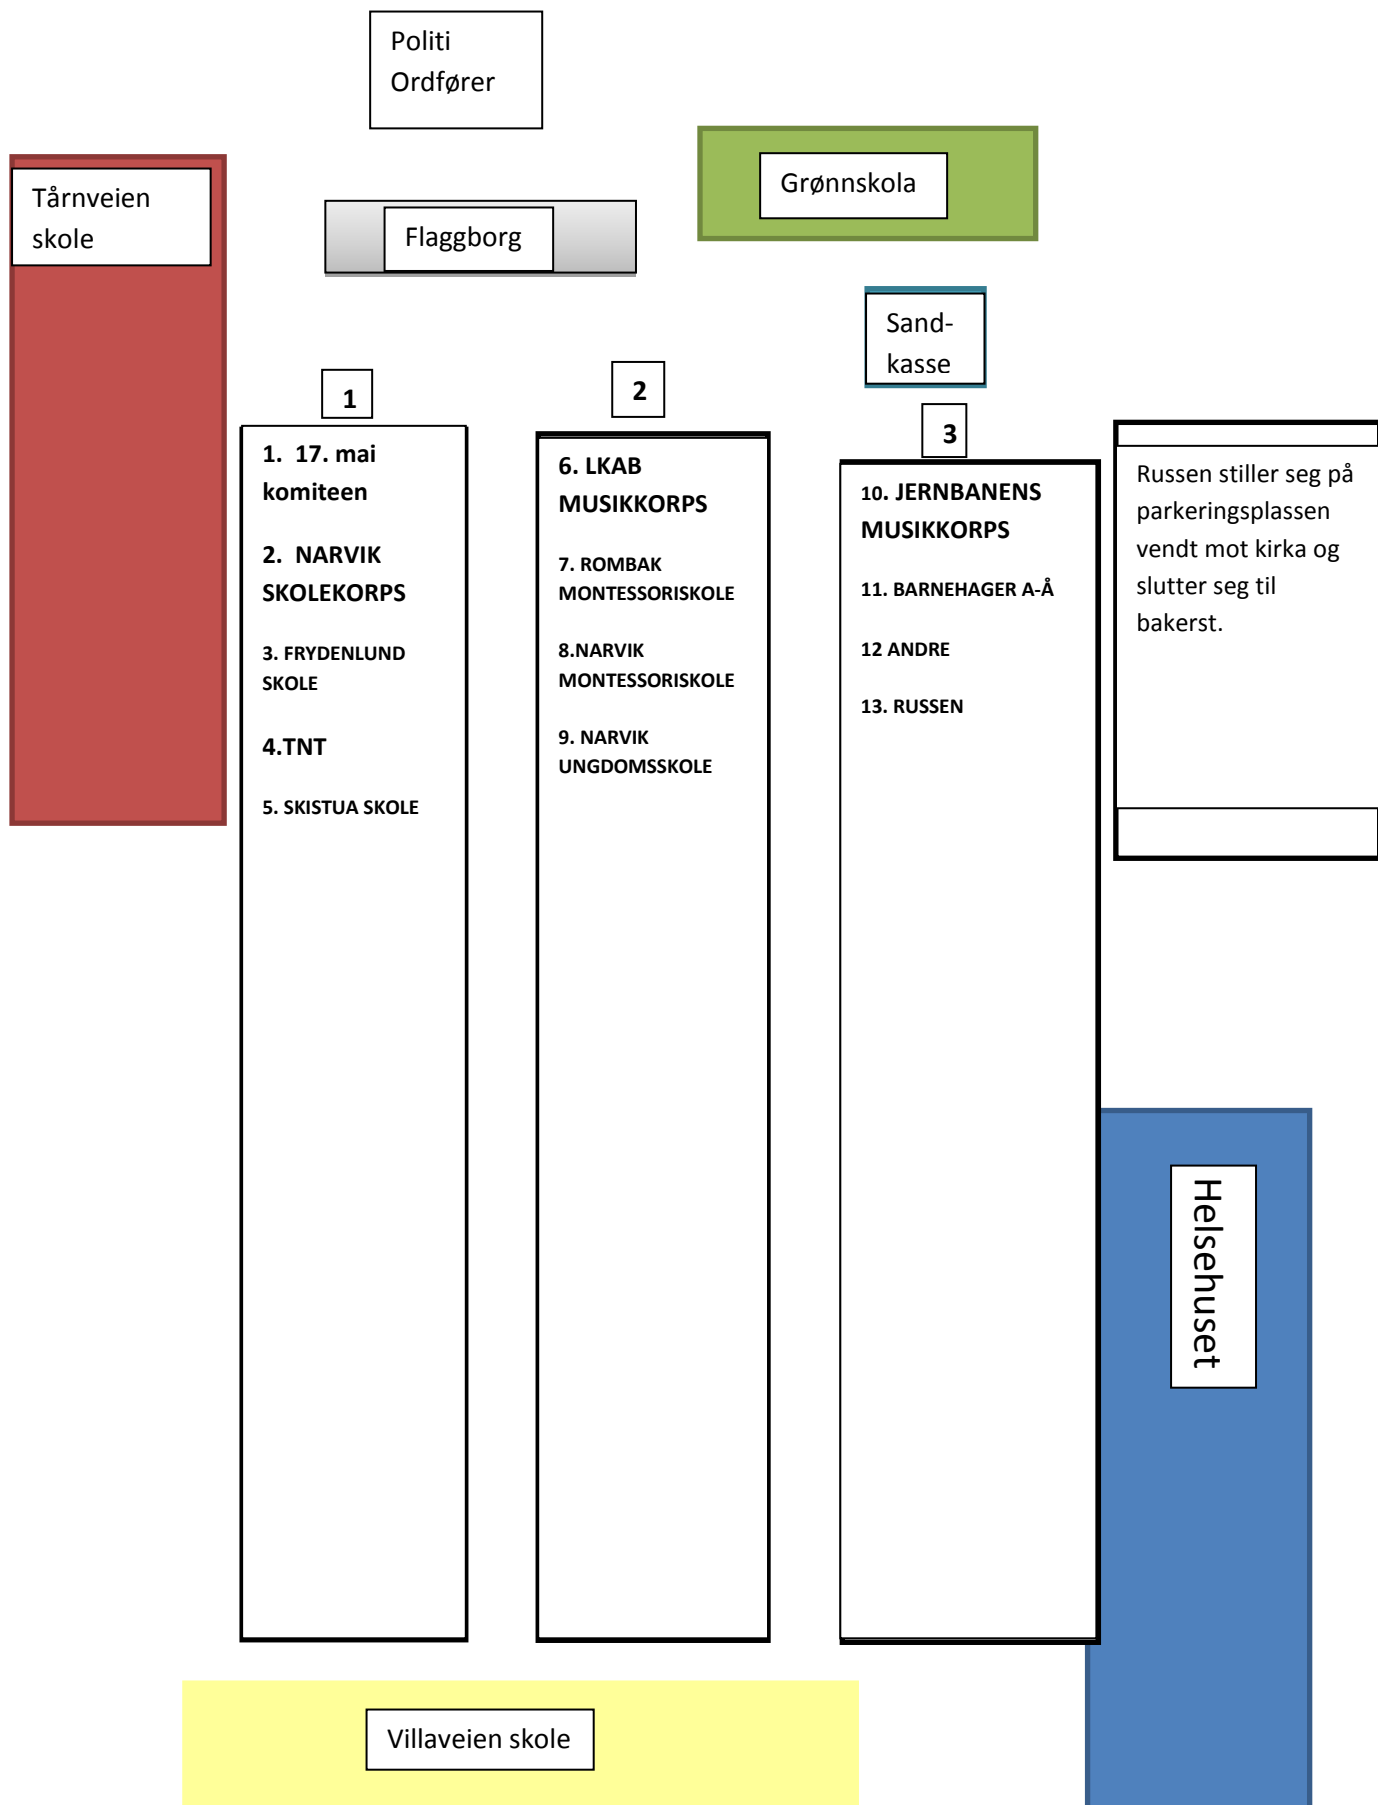 Politi
Ordfører
Grønnskola
Tårnveien
skole
Flaggborg
Sand-
kasse
1
1. 17. mai
komiteen
2. NARVIK
SKOLEKORPS
3. FRYDENLUND
SKOLE
4.TNT
5. SKISTUA SKOLE
2
6. LKAB
MUSIKKORPS
7. ROMBAK
MONTESSORISKOLE
8.NARVIK
MONTESSORISKOLE
9. NARVIK
UNGDOMSSKOLE
3
10. JERNBANENS
MUSIKKORPS
11. BARNEHAGER A-Å
12 ANDRE
13. RUSSEN
Russen stiller seg på
parkeringsplassen
vendt mot kirka og
slutter seg til
bakerst.
Helsehuset
Villaveien skole